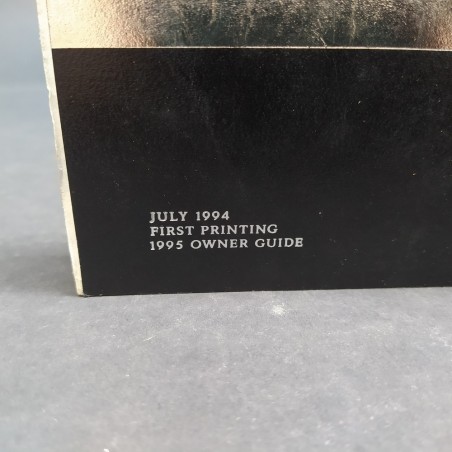 JULY 1994
FIRST PRINTING
1995 OWNER GUIDE